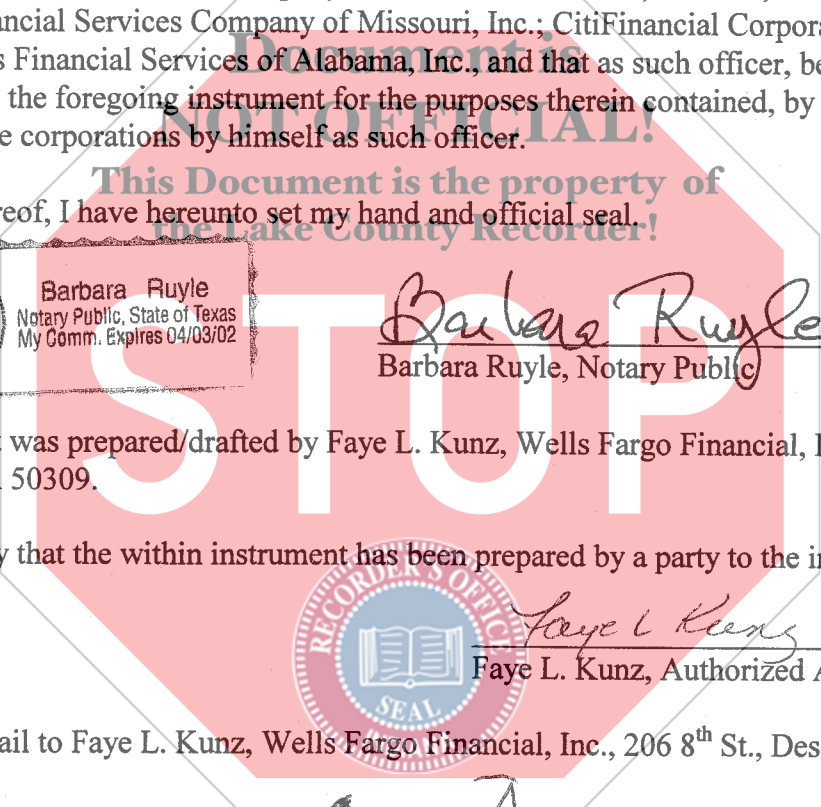 ncial Services Company of Missouri, Inc.; CitiFinancial Corpora
s Financial Services of Alabama, Inc., and that as such officer, be
Document is
the foregoing instrument for the purposes therein contained, by
NOT OFFICIAL!
e corporations by himself as such officer.
This Document is the property of
reof, I have hereunto set my hand and official seal.
the Lake County Recorder!
Barbara Ruyle
Notary Public, State of Texas
My Comm. Expires 04/03/02
Barbara Ruyle
Barbara Ruyle, Notary Public
STOP
was prepared/drafted by Faye L. Kunz, Wells Fargo Financial, I
50309.
y that the within instrument has been prepared by a party to the in
RECORDER'S OFFICE
SEAL
Faye L Kunz
Faye L. Kunz, Authorized A
ail to Faye L. Kunz, Wells Fargo Financial, Inc., 206 8th St., Des